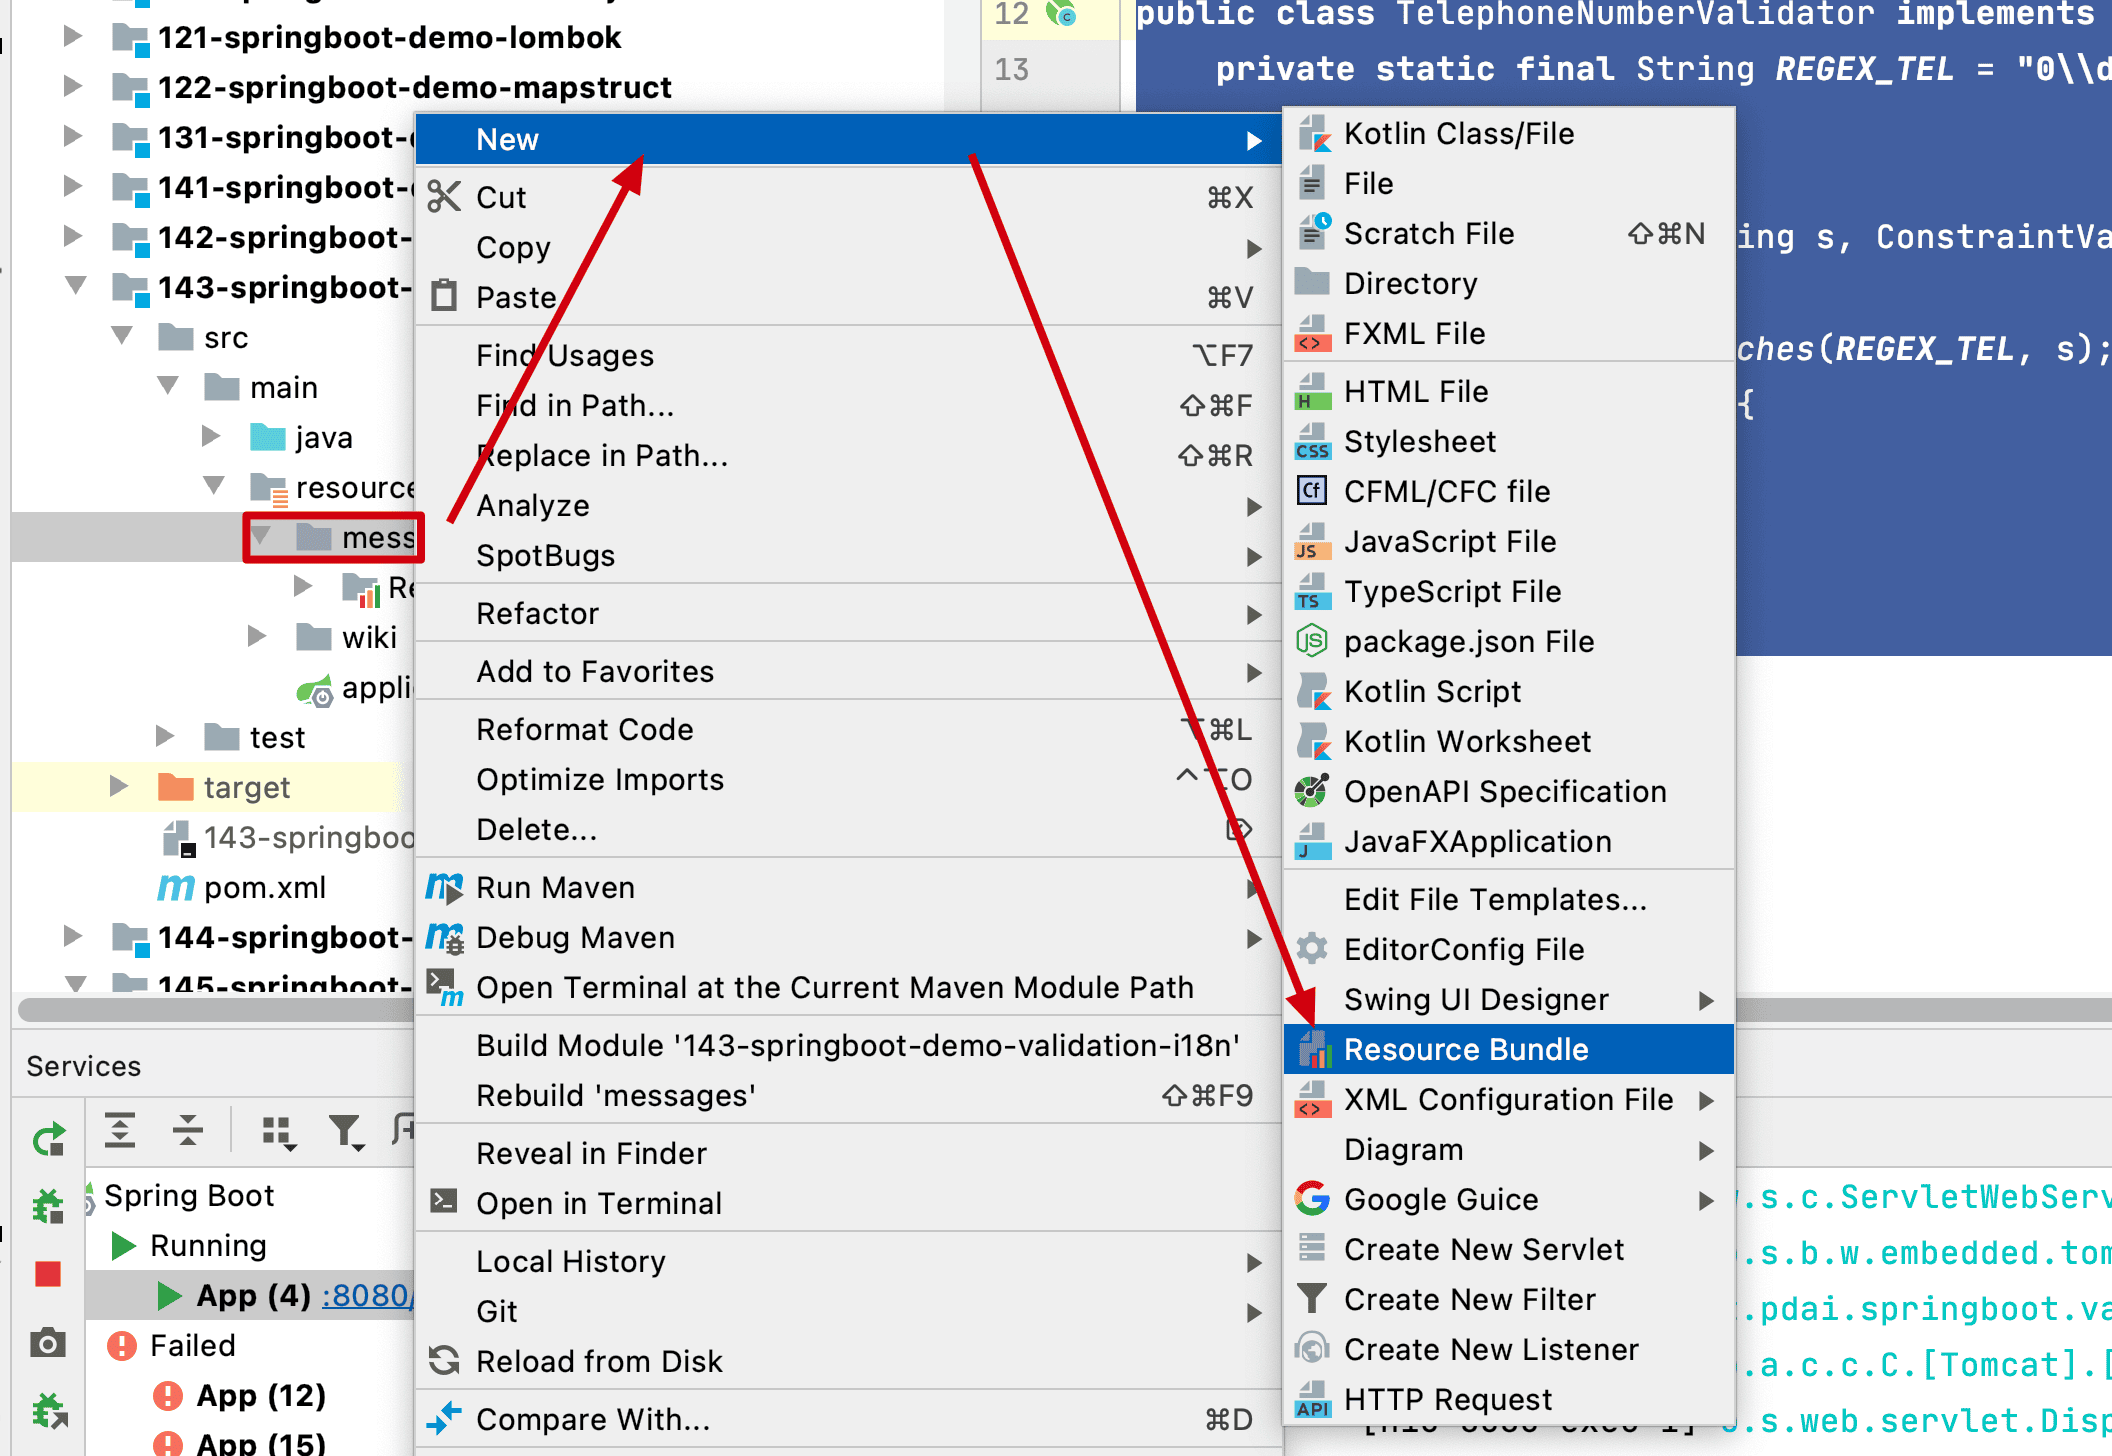 12
public class TelephoneNumberValidator implements
13
private static final String REGEX_TEL = "0\\d
ing s, ConstraintVa
ches(REGEX_TEL, s);
{
121-springboot-demo-lombok
122-springboot-demo-mapstruct
131-springboot-
141-springboot-
142-springboot-
143-springboot-
src
main
java
resource
mess
Re
wiki
appli
test
target
143-springboo
pom.xml
144-springboot-
145-springboot-
New
Cut ⌘X
Copy
Paste ⌘V
Find Usages ⌥F7
Find in Path... ⇧⌘F
Replace in Path... ⇧⌘R
Analyze
SpotBugs
Refactor
Add to Favorites
Reformat Code ⌥⌘L
Optimize Imports ^⌥O
Delete... ⌦
Run Maven
Debug Maven
Open Terminal at the Current Maven Module Path
Build Module '143-springboot-demo-validation-i18n'
Rebuild 'messages' ⇧⌘F9
Reveal in Finder
Open in Terminal
Local History
Git
Reload from Disk
Compare With... ⌘D
Kotlin Class/File
File
Scratch File ⇧⌘N
Directory
FXML File
HTML File
Stylesheet
CFML/CFC file
JavaScript File
TypeScript File
package.json File
Kotlin Script
Kotlin Worksheet
OpenAPI Specification
JavaFXApplication
Edit File Templates...
EditorConfig File
Swing UI Designer
Resource Bundle
XML Configuration File
Diagram
Google Guice
Create New Servlet
Create New Filter
Create New Listener
HTTP Request
Services
Spring Boot
Running
App (4) :8080/
Failed
App (12)
App (15)
.s.c.ServletWebServ
.s.b.w.embedded.tom
.pdai.springboot.va
.a.c.c.C.[Tomcat].[
.s.web.servlet.Disp